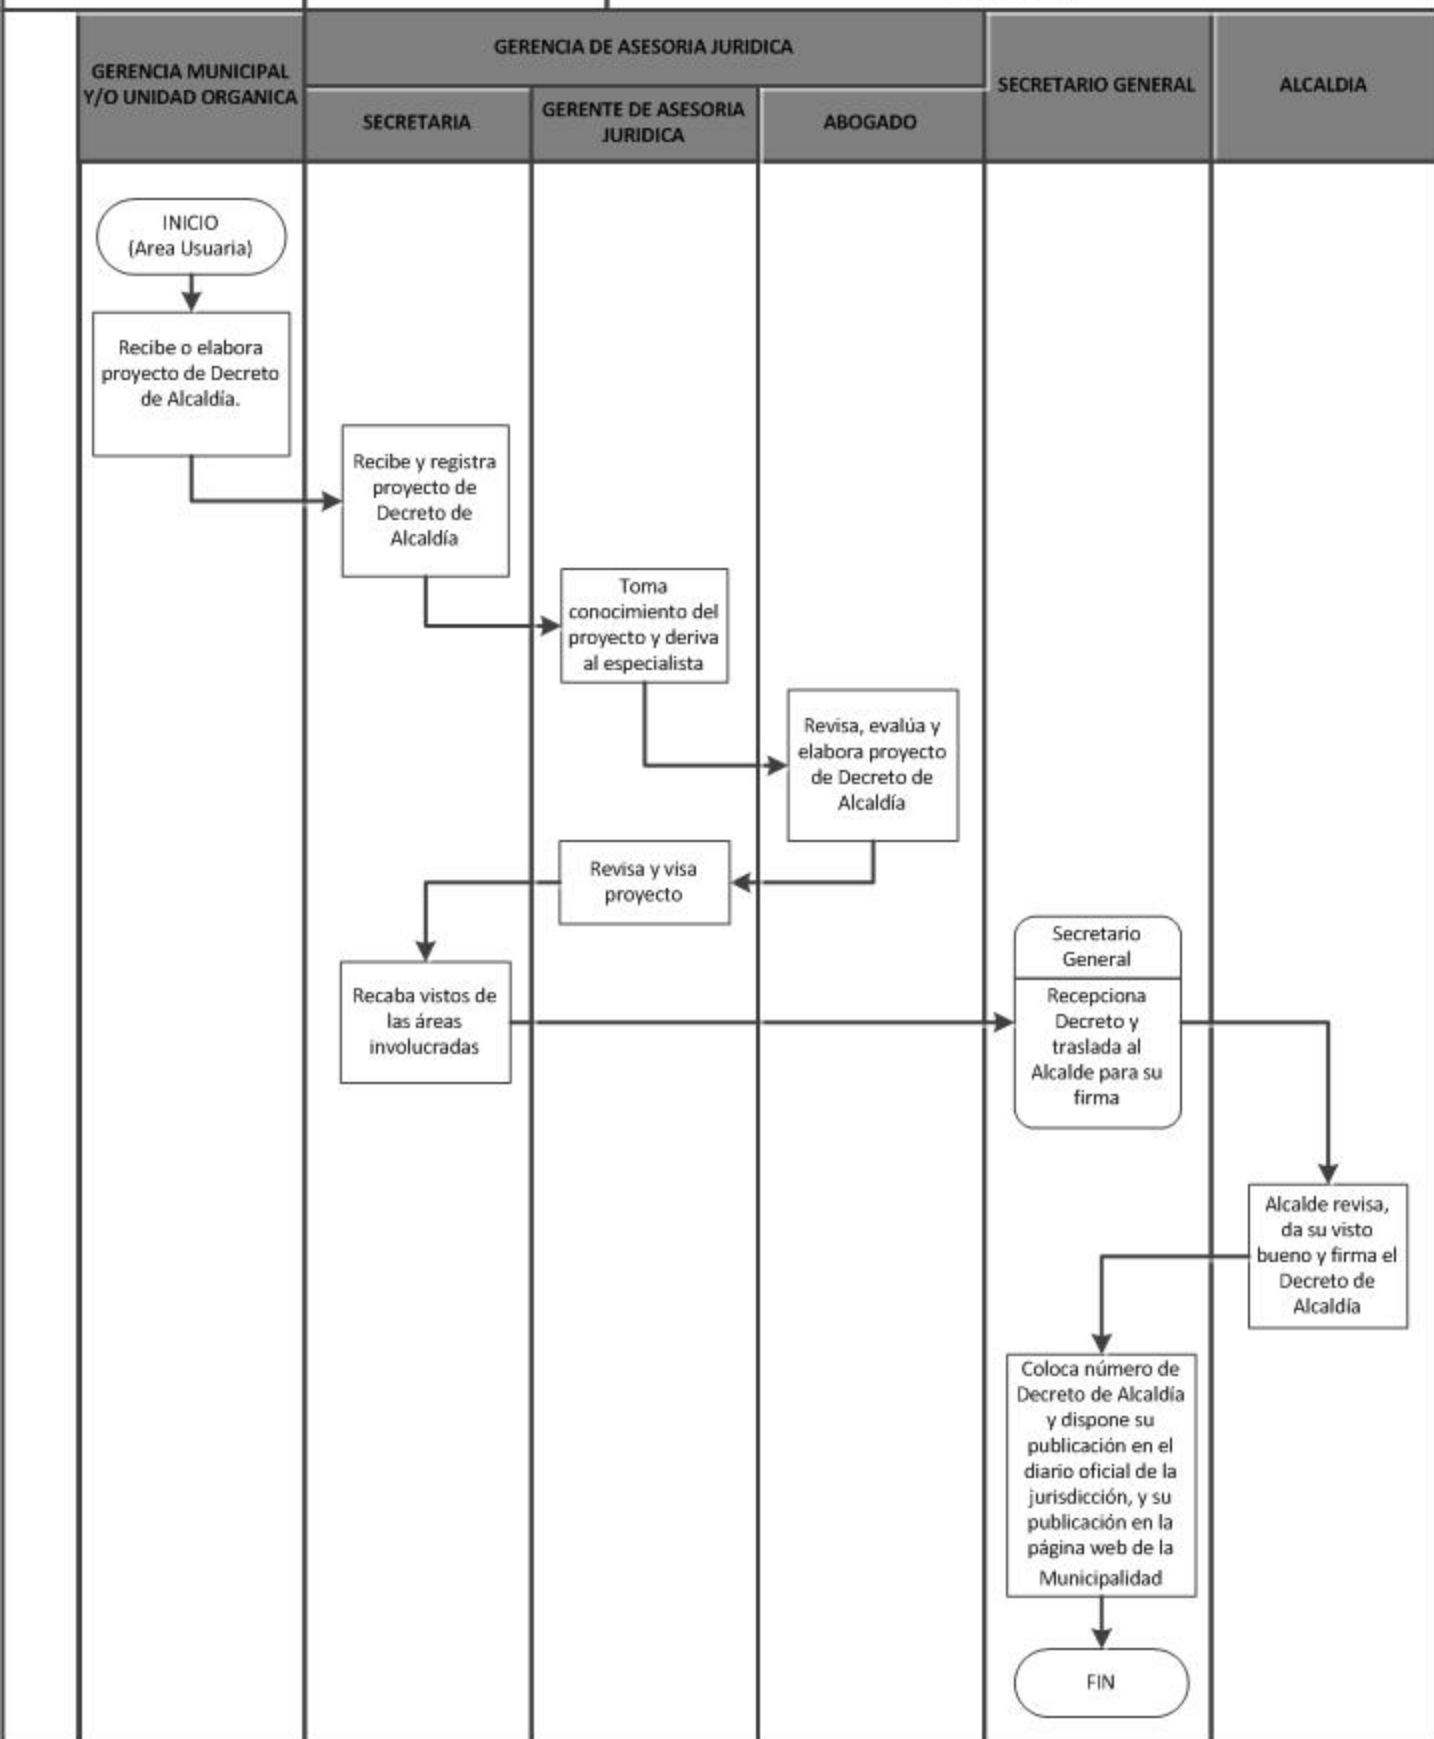 GERENCIA MUNICIPAL
Y/O UNIDAD ORGANICA
GERENCIA DE ASESORIA JURIDICA
SECRETARIA
GERENTE DE ASESORIA
JURIDICA
ABOGADO
SECRETARIO GENERAL
ALCALDIA
INICIO
(Area Usuaria)
Recibe o elabora
proyecto de Decreto
de Alcaldía.
Recibe y registra
proyecto de
Decreto de
Alcaldía
Toma
conocimiento del
proyecto y deriva
al especialista
Revisa, evalúa y
elabora proyecto
de Decreto de
Alcaldía
Revisa y visa
proyecto
Recaba vistos de
las áreas
involucradas
Secretario
General
Recepciona
Decreto y
traslada al
Alcalde para su
firma
Alcalde revisa,
da su visto
bueno y firma el
Decreto de
Alcaldía
Coloca número de
Decreto de Alcaldía
y dispone su
publicación en el
diario oficial de la
jurisdicción, y su
publicación en la
página web de la
Municipalidad
FIN